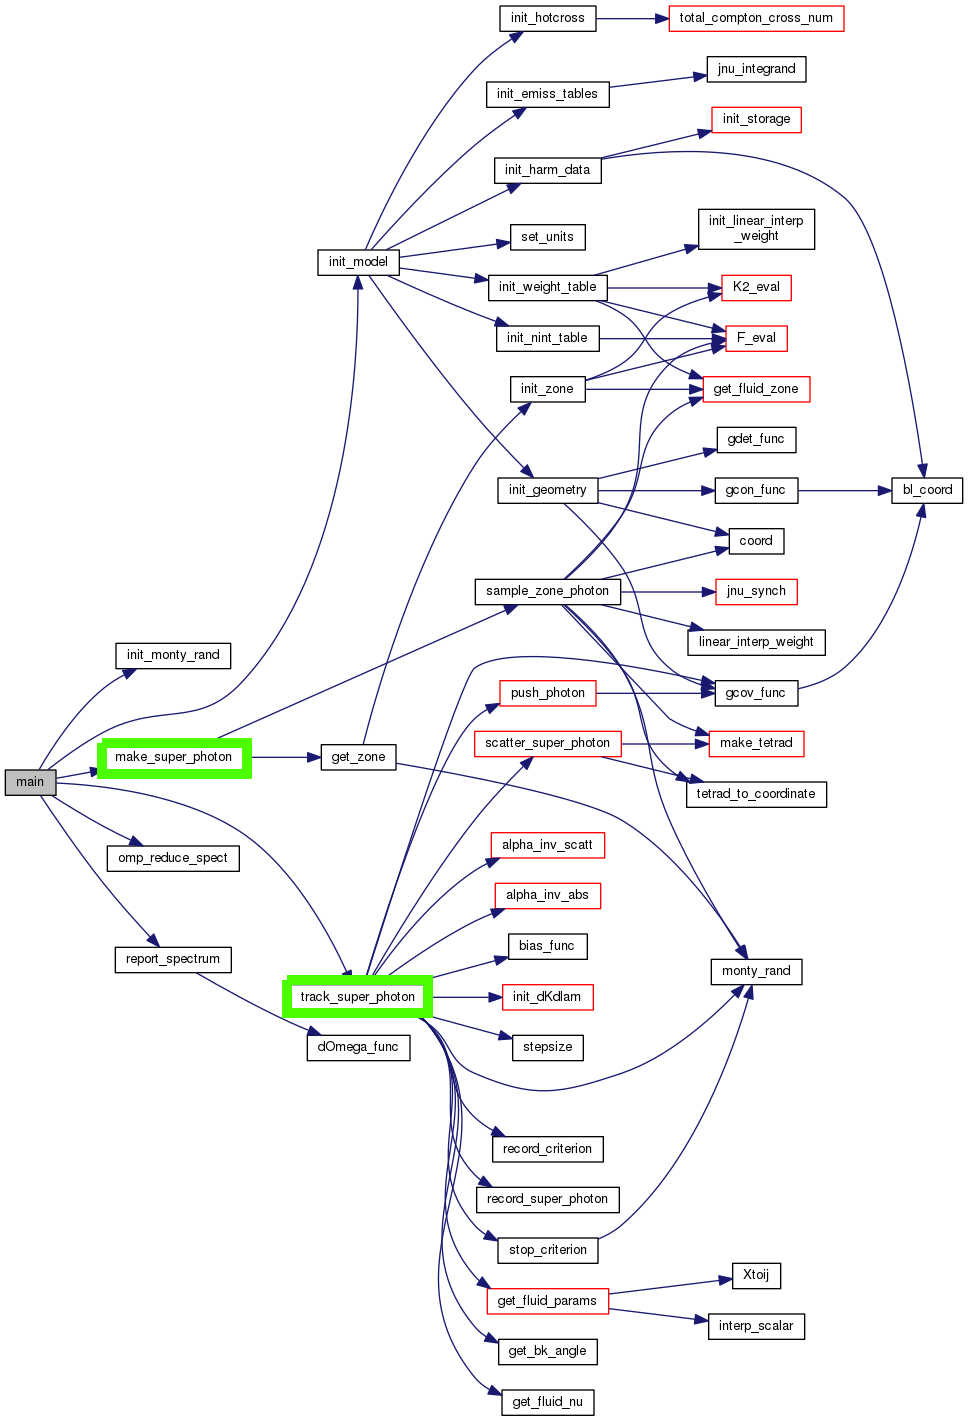 init_hotcross
total_compton_cross_num
jnu_integrand
init_emiss_tables
init_storage
init_harm_data
init_linear_interp
_weight
set_units
init_model
init_weight_table
K2_eval
init_nint_table
F_eval
init_zone
get_fluid_zone
gdet_func
init_geometry
gcon_func
bl_coord
coord
sample_zone_photon
jnu_synch
linear_interp_weight
init_monty_rand
push_photon
gcov_func
scatter_super_photon
make_tetrad
make_super_photon
get_zone
main
tetrad_to_coordinate
alpha_inv_scatt
omp_reduce_spect
alpha_inv_abs
bias_func
report_spectrum
monty_rand
track_super_photon
init_dKdlam
dOmega_func
stepsize
record_criterion
record_super_photon
stop_criterion
Xtoij
get_fluid_params
interp_scalar
get_bk_angle
get_fluid_nu